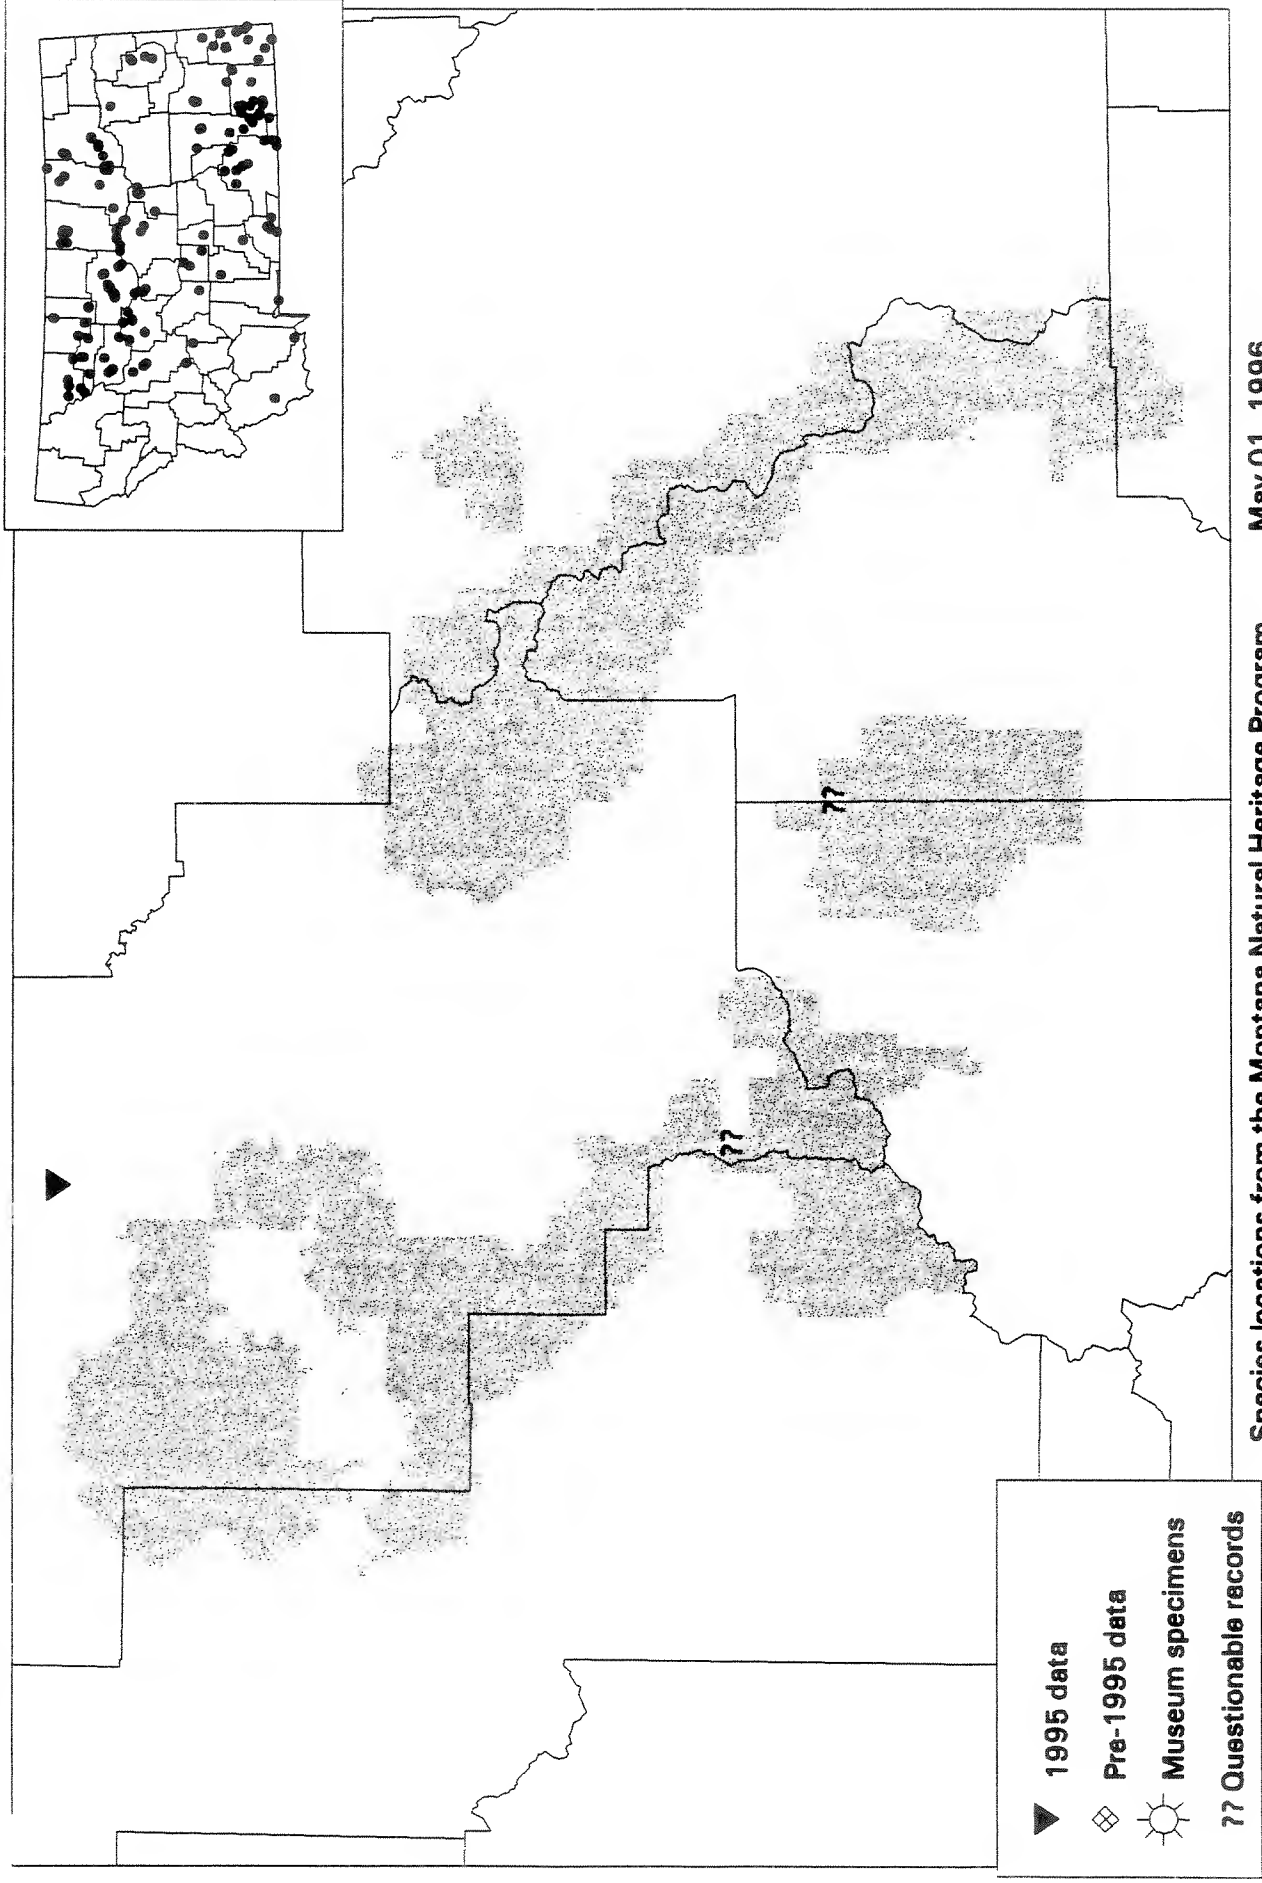 ??
??
1995 data
Pre-1995 data
Museum specimens
?? Questionable records
Species locations from the Montana Natural Heritage Program May 01, 1996